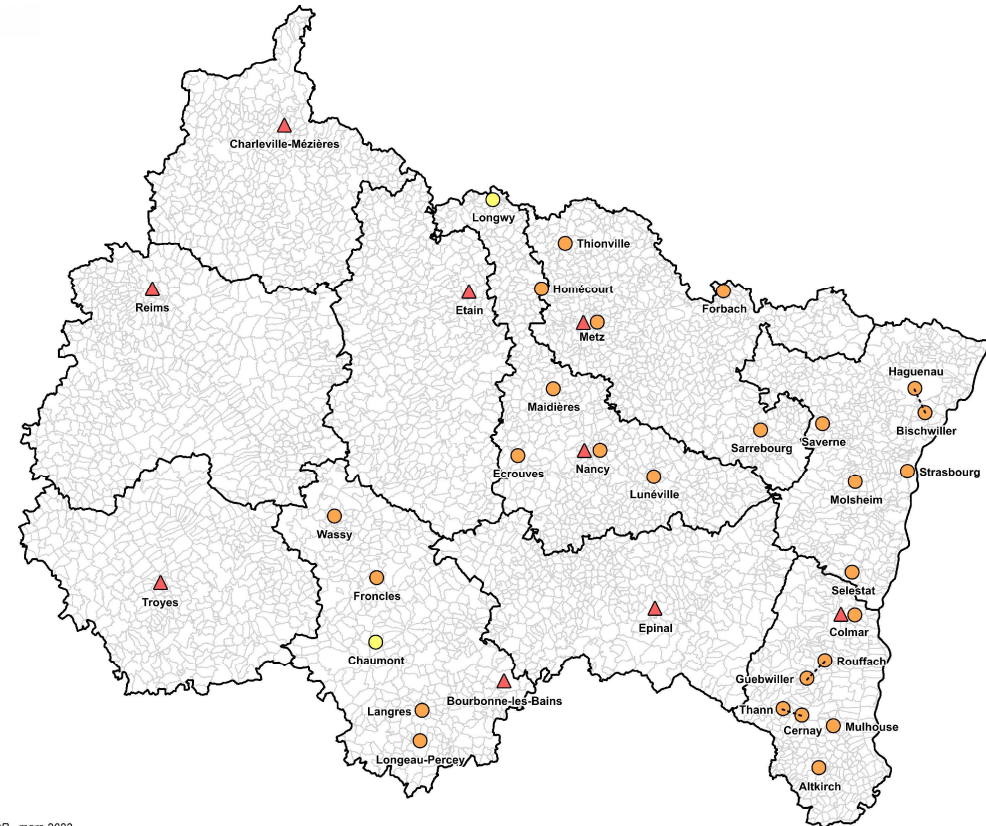 Charleville-Mézières
Longwy
Thionville
Homécourt
Forbach
Reims
Etain
Metz
Haguenau
Maidières
Bischwiller
Saverne
Sarrebourg
Nancy
Ecrouves
Strasbourg
Lunéville
Molsheim
Wassy
Selestat
Froncles
Troyes
Epinal
Colmar
Chaumont
Rouffach
Guebwiller
Bourbonne-les-Bains
Langres
Thann
Cernay
Mulhouse
Longeau-Percey
Altkirch